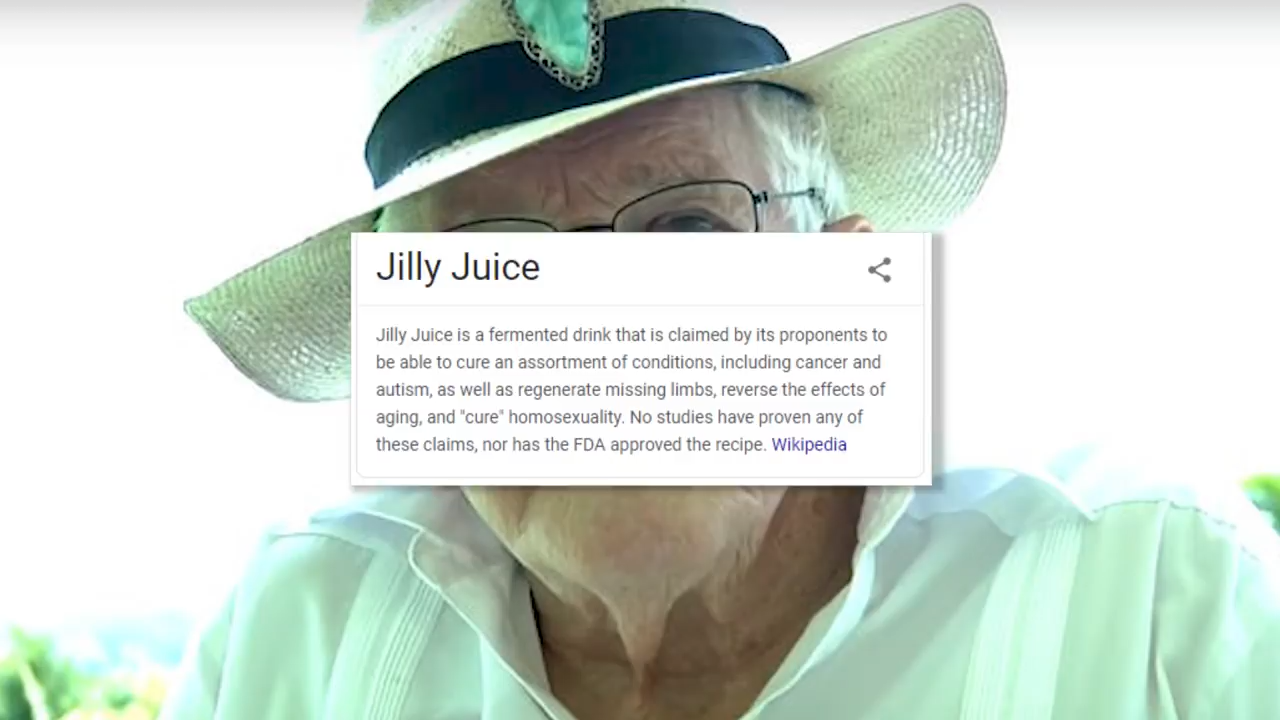 Jilly Juice
Jilly Juice is a fermented drink that is claimed by its proponents to
be able to cure an assortment of conditions, including cancer and
autism, as well as regenerate missing limbs, reverse the effects of
aging, and "cure" homosexuality. No studies have proven any of
these claims, nor has the FDA approved the recipe. Wikipedia